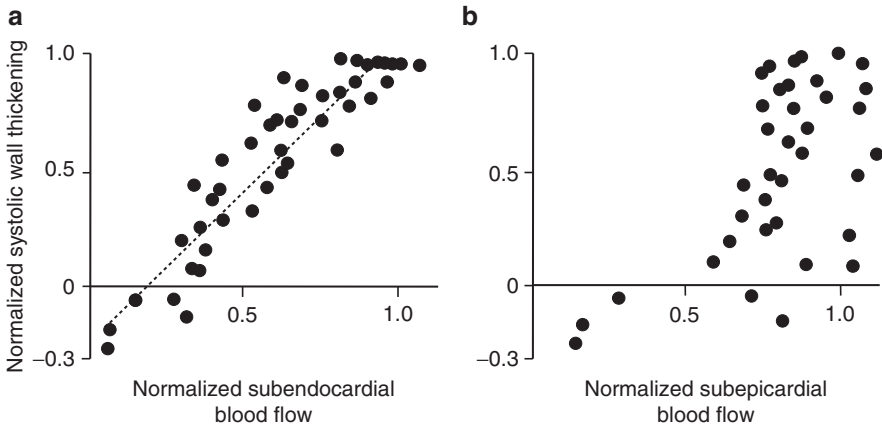 a
Normalized systolic wall thickening
1.0
0.5
0
–0.3
0.5
1.0
Normalized subendocardial
blood flow
b
1.0
0.5
0
–0.3
0.5
1.0
Normalized subepicardial
blood flow